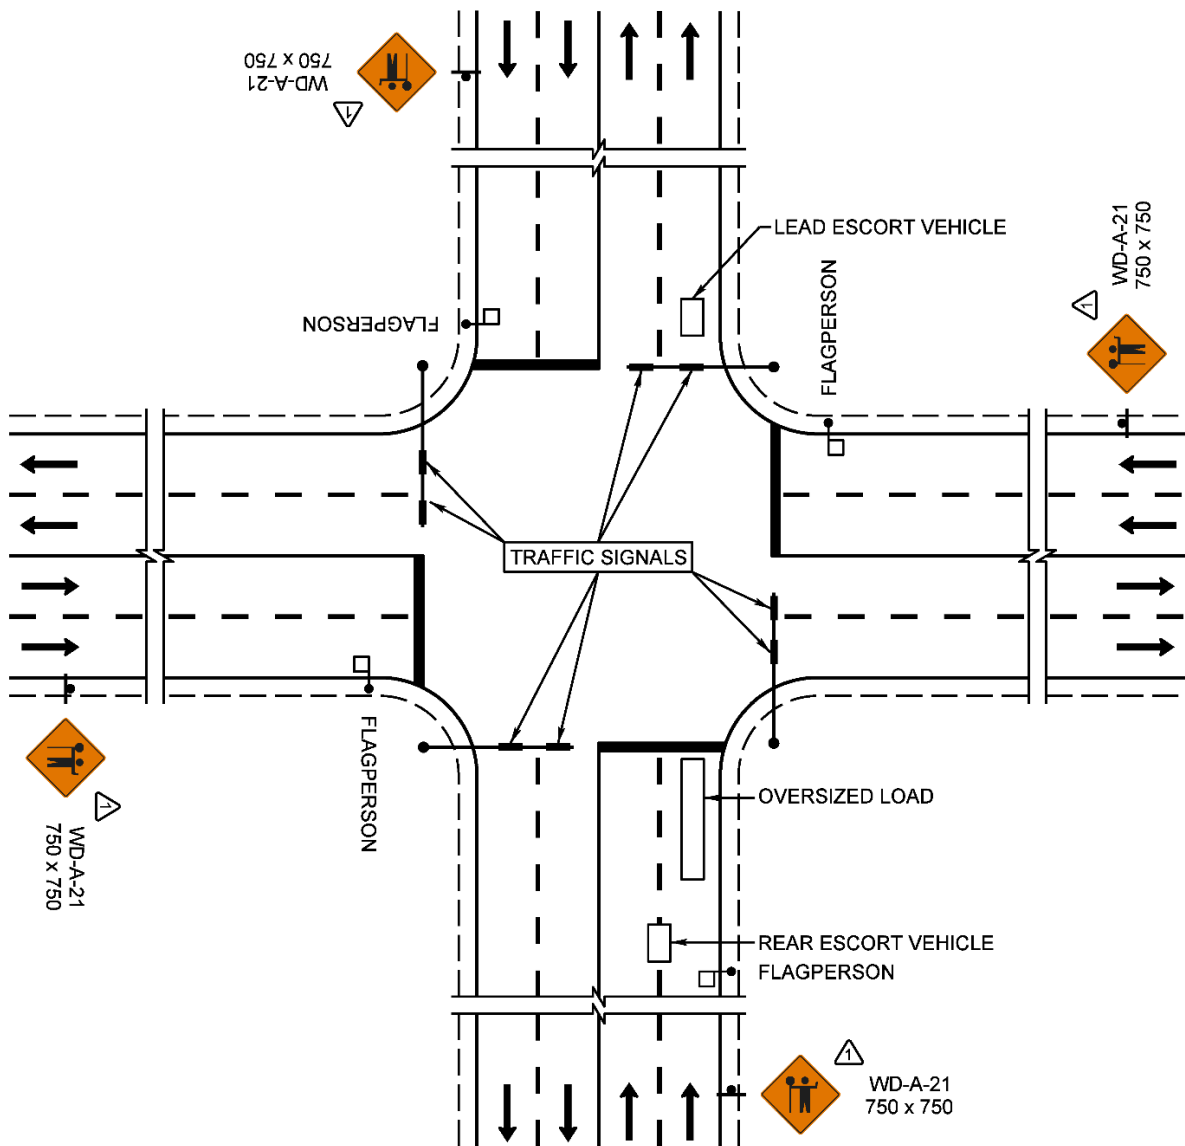 WD-A-21
750 x 750
1
LEAD ESCORT VEHICLE
WD-A-21
750 x 750
1
FLAGPERSON
FLAGPERSON
TRAFFIC SIGNALS
FLAGPERSON
1
WD-A-21
750 x 750
OVERSIZED LOAD
REAR ESCORT VEHICLE
FLAGPERSON
1
WD-A-21
750 x 750